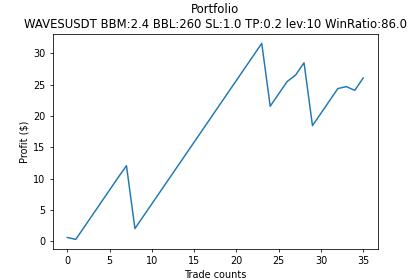 Portfolio
WAVESUSDT BBM:2.4 BBL:260 SL:1.0 TP:0.2 lev:10 WinRatio:86.0
Profit ($)
30
25
20
15
10
5
0
0 5 10 15 20 25 30 35
Trade counts